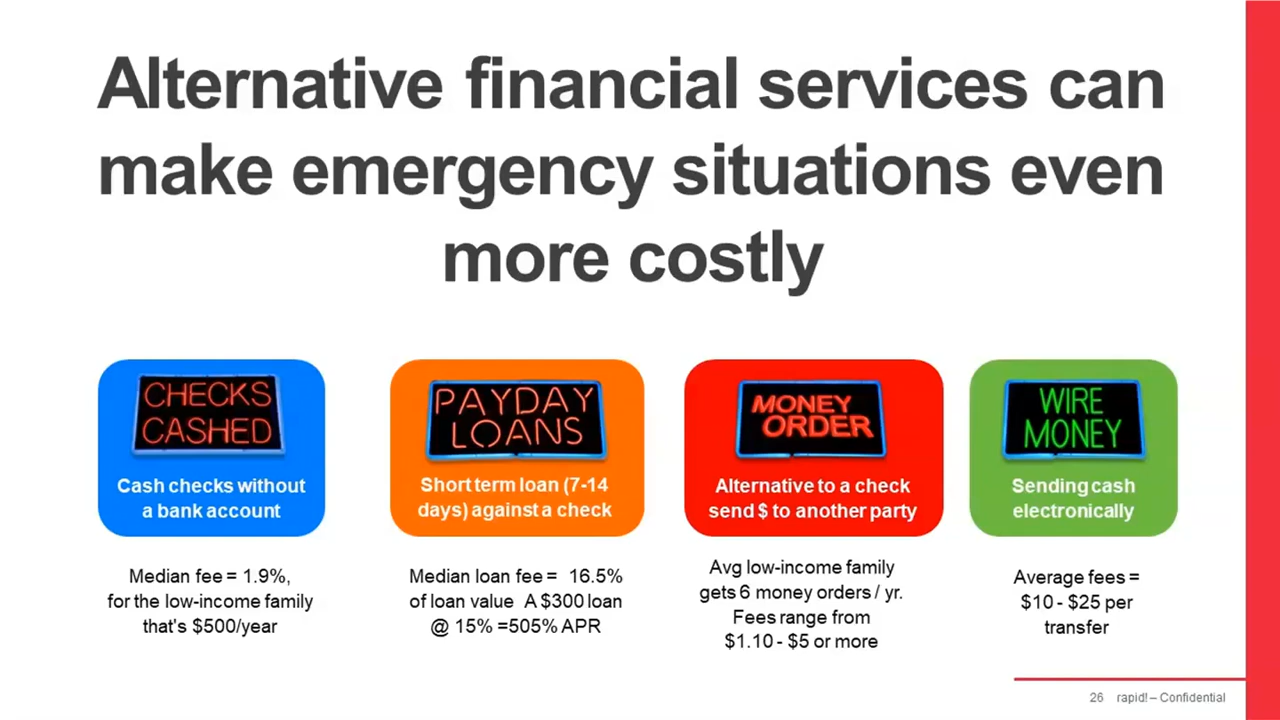 Alternative financial services can
make emergency situations even
more costly
CHECKS
CASHED
Cash checks without
a bank account
Median fee = 1.9%,
for the low-income family
that's $500/year
PAYDAY
LOANS
Short term loan (7-14
days) against a check
Median loan fee = 16.5%
of loan value A $300 loan
@ 15% =505% APR
MONEY
ORDER
Alternative to a check
send $ to another party
Avg low-income family
gets 6 money orders / yr.
Fees range from
$1.10 - $5 or more
WIRE
MONEY
Sending cash
electronically
Average fees =
$10 - $25 per
transfer
26 rapid! – Confidential